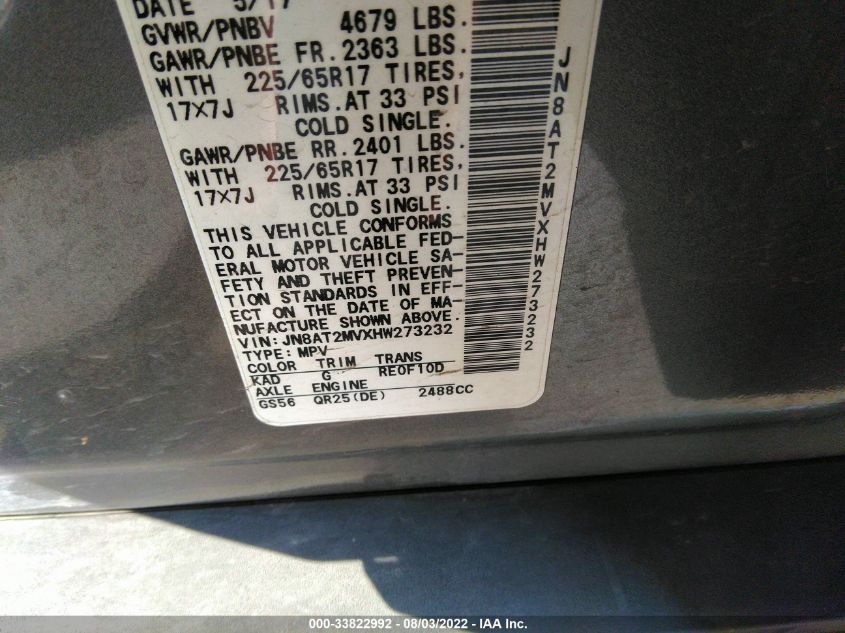 DATE 5/17
GVWR/PNBV 4679 LBS.
GAWR/PNBE FR. 2363 LBS.
WITH 225/65R17 TIRES,
17X7J RIMS. AT 33 PSI
COLD SINGLE.
GAWR/PNBE RR. 2401 LBS.
WITH 225/65R17 TIRES,
17X7J RIMS. AT 33 PSI
COLD SINGLE.
THIS VEHICLE CONFORMS
TO ALL APPLICABLE FED-
ERAL MOTOR VEHICLE SA-
FETY AND THEFT PREVEN-
TION STANDARDS IN EFF-
ECT ON THE DATE OF MA-
NUFACTURE SHOWN ABOVE.
VIN: JN8AT2MVXHW273232
TYPE: MPV
COLOR TRIM TRANS
KAD G RE0F10D
AXLE ENGINE
GS56 QR25(DE) 2488CC
JN8AT2MVXHW273232
000-33822992 - 08/03/2022 - IAA Inc.